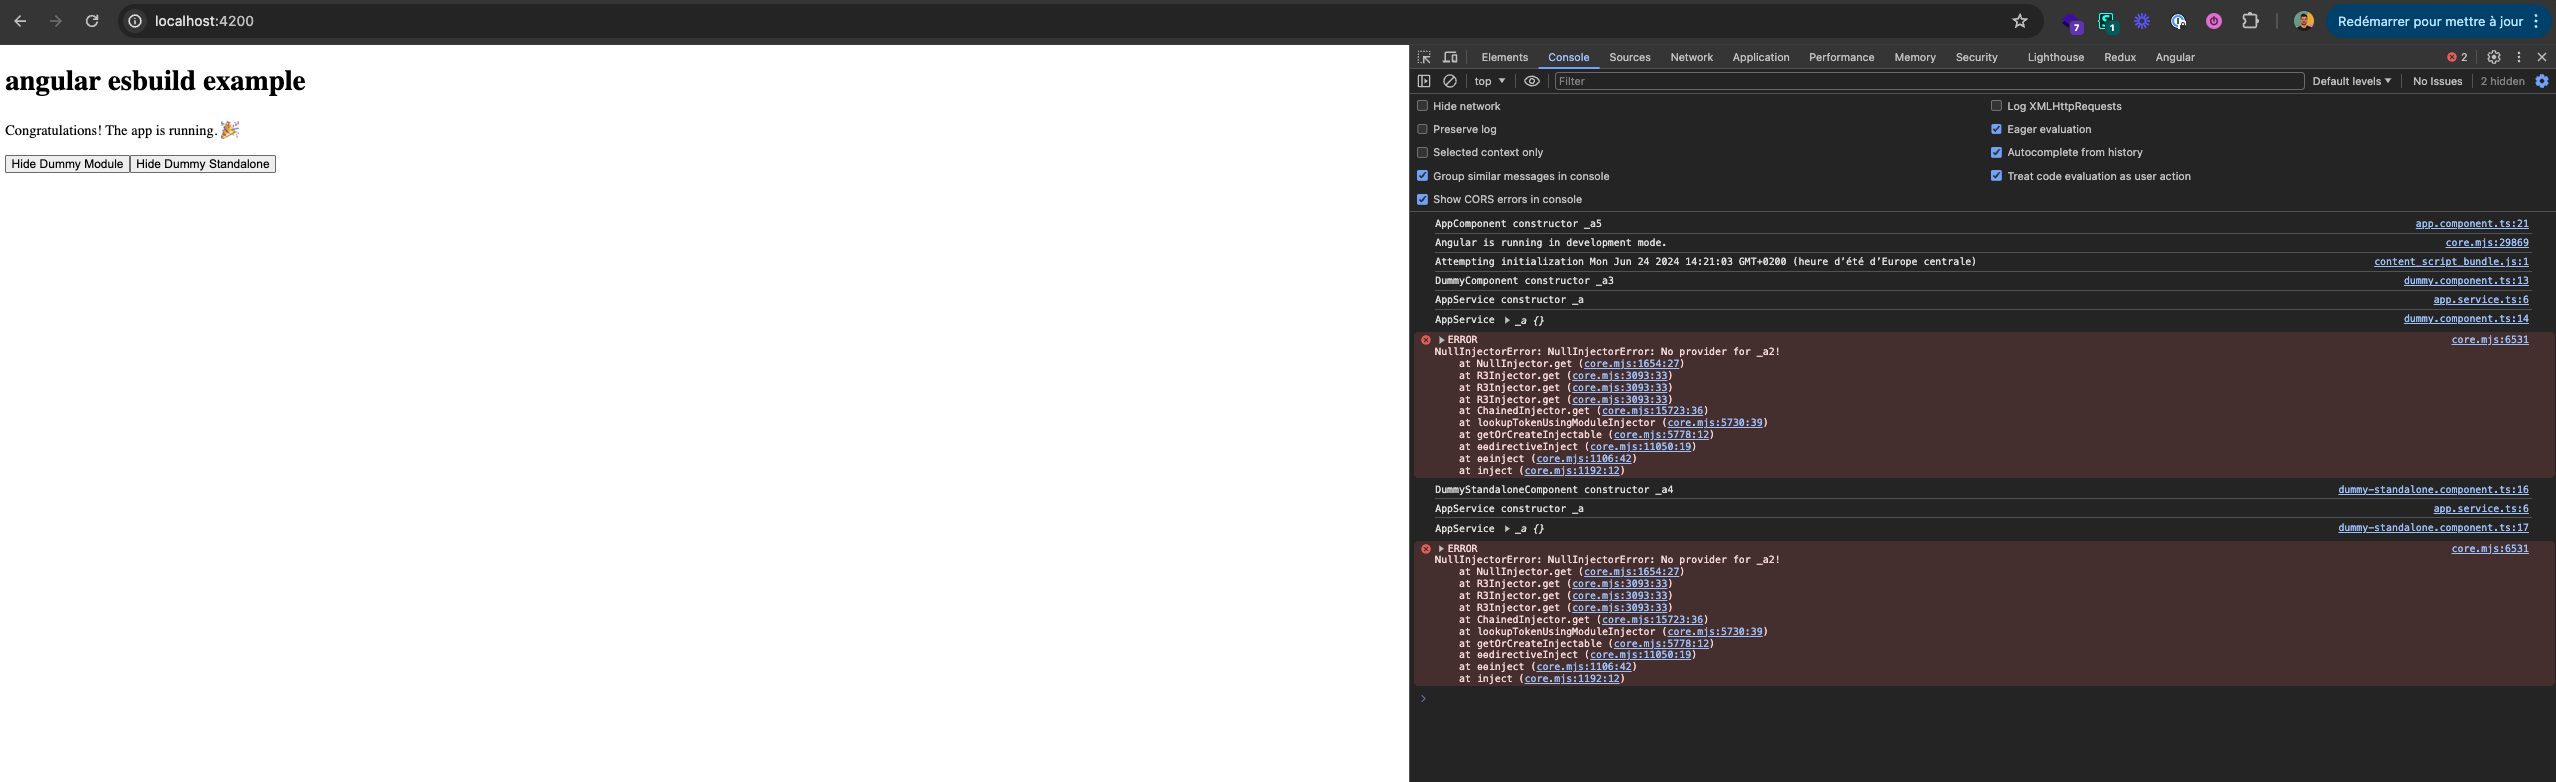 localhost:4200
7
1
Redémarrer pour mettre à jour
angular esbuild example
Congratulations! The app is running. 🎉
Hide Dummy Module Hide Dummy Standalone
Elements Console Sources Network Application Performance Memory Security Lighthouse Redux Angular 2
top Filter Default levels No Issues 2 hidden
Hide network Log XMLHttpRequests
Preserve log Eager evaluation
Selected context only Autocomplete from history
Group similar messages in console Treat code evaluation as user action
Show CORS errors in console
AppComponent constructor _a5 app.component.ts:21
Angular is running in development mode. core.mjs:29869
Attempting initialization Mon Jun 24 2024 14:21:03 GMT+0200 (heure d’été d’Europe centrale) content_script_bundle.js:1
DummyComponent constructor _a3 dummy.component.ts:13
AppService constructor _a app.service.ts:6
AppService ▶ _a {} dummy.component.ts:14
▶ ERROR core.mjs:6531
NullInjectorError: NullInjectorError: No provider for _a2!
at NullInjector.get (core.mjs:1654:27)
at R3Injector.get (core.mjs:3093:33)
at R3Injector.get (core.mjs:3093:33)
at R3Injector.get (core.mjs:3093:33)
at ChainedInjector.get (core.mjs:15723:36)
at lookupTokenUsingModuleInjector (core.mjs:5730:39)
at getOrCreateInjectable (core.mjs:5778:12)
at ɵɵdirectiveInject (core.mjs:11050:19)
at ɵɵinject (core.mjs:1106:42)
at inject (core.mjs:1192:12)
DummyStandaloneComponent constructor _a4 dummy-standalone.component.ts:16
AppService constructor _a app.service.ts:6
AppService ▶ _a {} dummy-standalone.component.ts:17
▶ ERROR core.mjs:6531
NullInjectorError: NullInjectorError: No provider for _a2!
at NullInjector.get (core.mjs:1654:27)
at R3Injector.get (core.mjs:3093:33)
at R3Injector.get (core.mjs:3093:33)
at R3Injector.get (core.mjs:3093:33)
at ChainedInjector.get (core.mjs:15723:36)
at lookupTokenUsingModuleInjector (core.mjs:5730:39)
at getOrCreateInjectable (core.mjs:5778:12)
at ɵɵdirectiveInject (core.mjs:11050:19)
at ɵɵinject (core.mjs:1106:42)
at inject (core.mjs:1192:12)